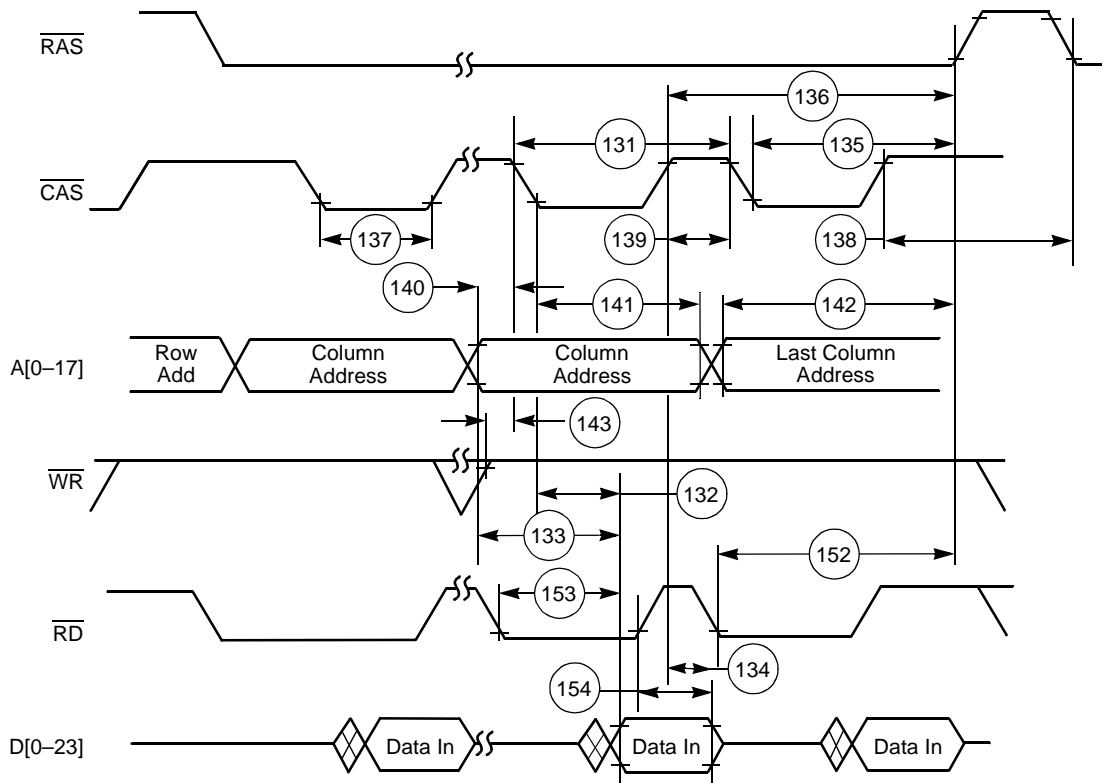 RAS
136
131
135
CAS
137
139
138
140
141
142
A[0–17]
Row
Add
Column
Address
Column
Address
Last Column
Address
143
WR
132
133
152
153
RD
134
154
D[0–23]
Data In
Data In
Data In